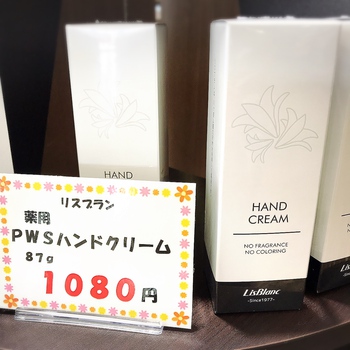 HAND
リスブラン
薬用
PWSハンドクリーム
87g
1080円
HAND
CREAM
NO FRAGRANCE
NO COLORING
LisBlanc
-Since1977-